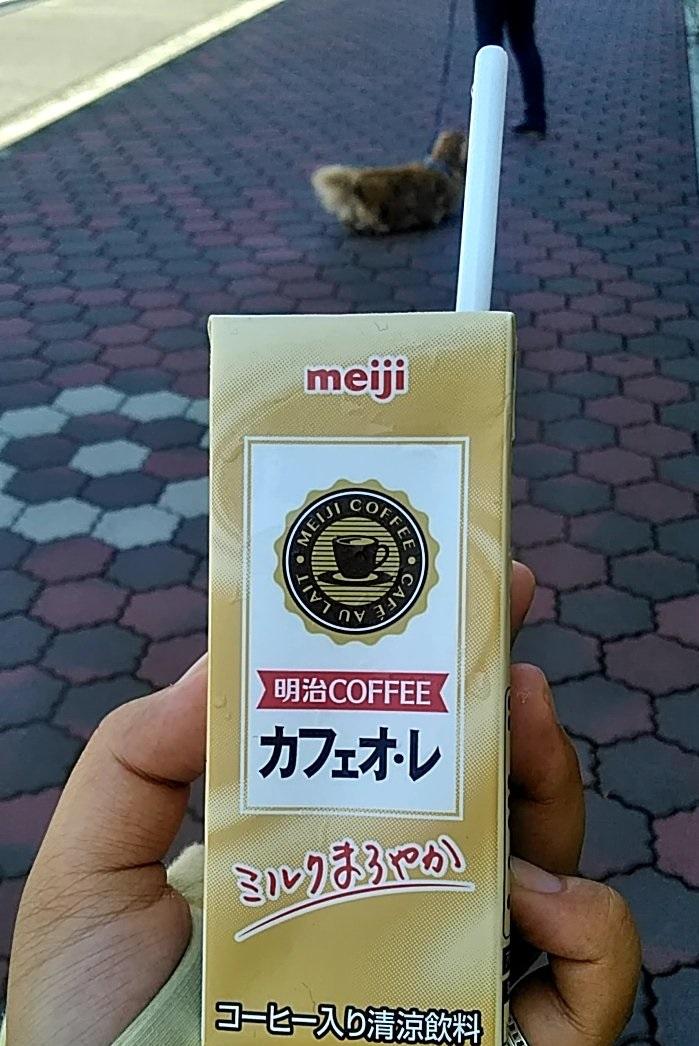 meiji
MEIJI COFFEE
CAFÉ AU LAIT
明治COFFEE
カフェオ・レ
ミルクまろやか
コーヒー入り清涼飲料